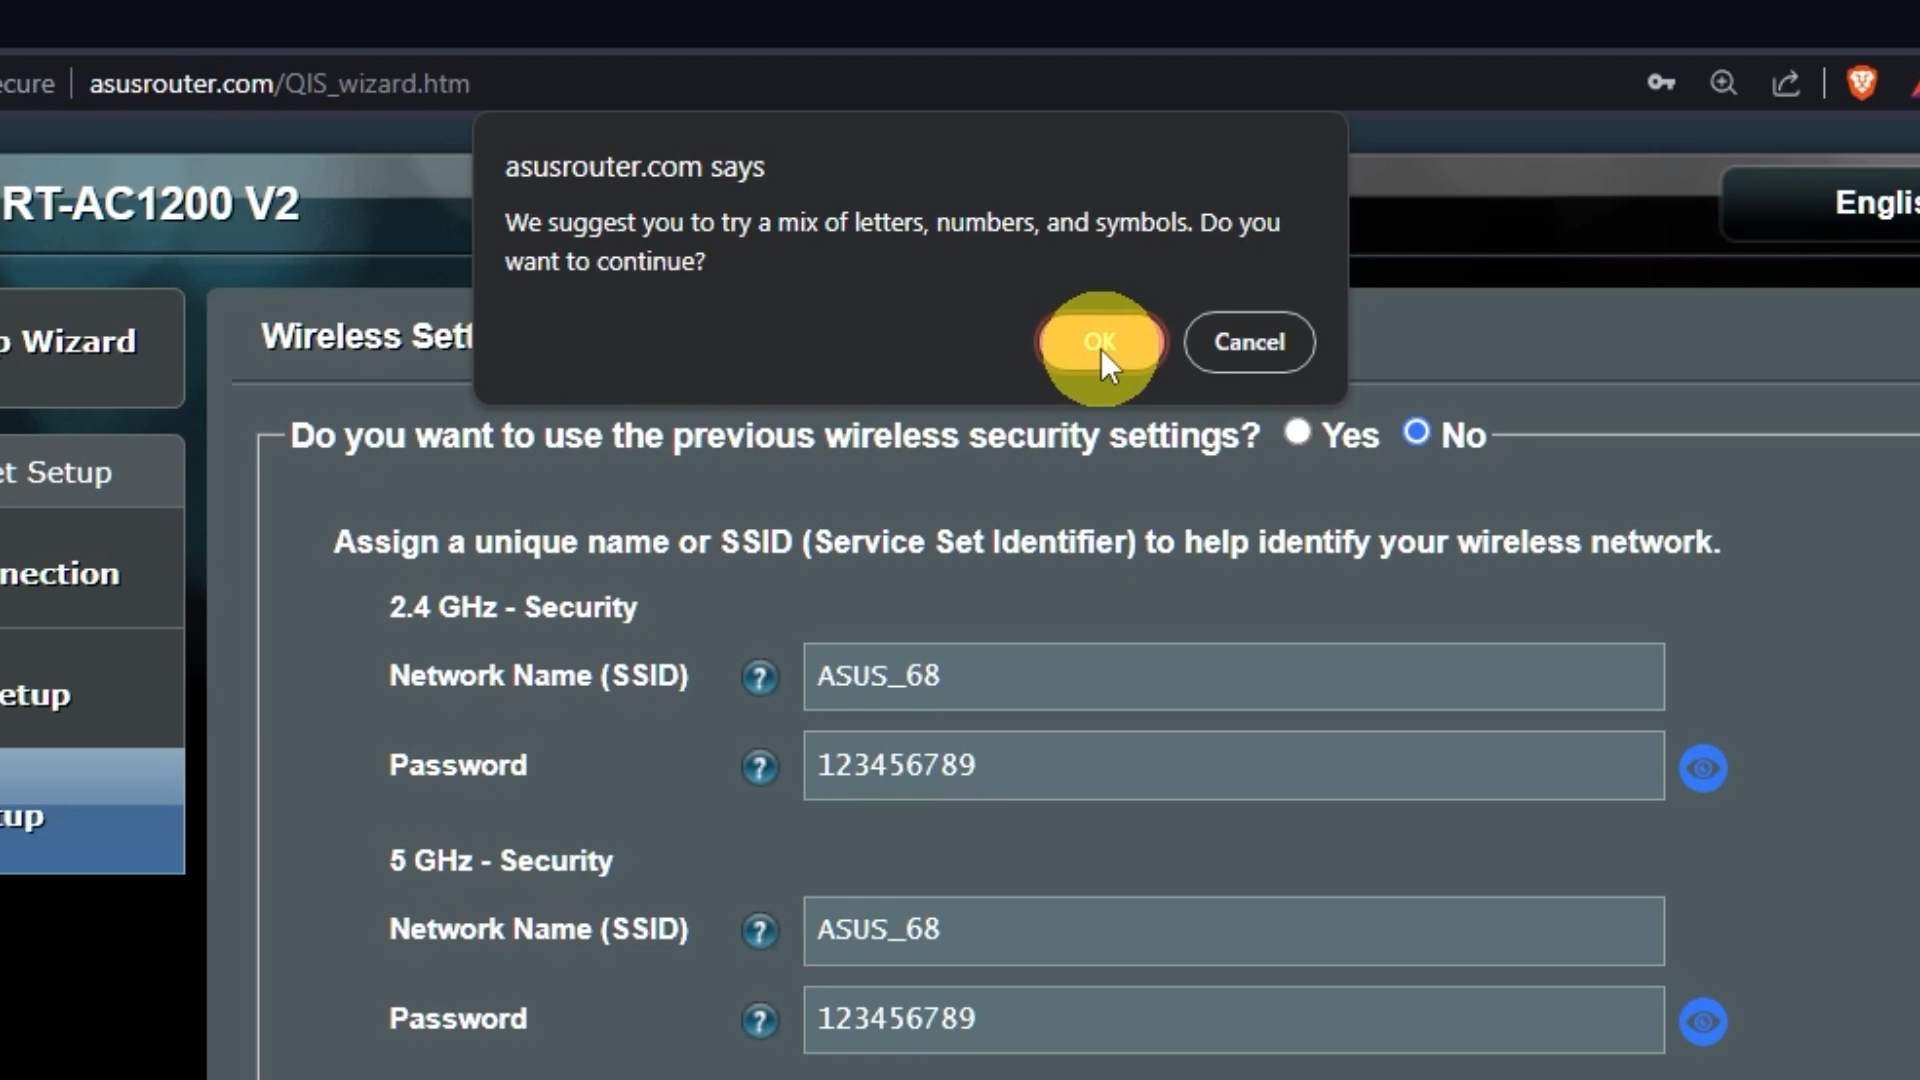 ecure | asusrouter.com/QIS_wizard.htm
asusrouter.com says
We suggest you to try a mix of letters, numbers, and symbols. Do you
want to continue?
OK
Cancel
RT-AC1200 V2
Englis
p Wizard
et Setup
nection
etup
tup
Wireless Sett
Do you want to use the previous wireless security settings? Yes No
Assign a unique name or SSID (Service Set Identifier) to help identify your wireless network.
2.4 GHz - Security
Network Name (SSID) ? ASUS_68
Password ? 123456789
5 GHz - Security
Network Name (SSID) ? ASUS_68
Password ? 123456789